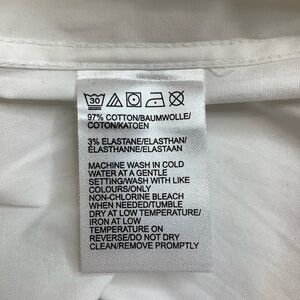 30
97% COTTON/BAUMWOLLE/
COTON/KATOEN
3% ELASTANE/ELASTHAN/
ÉLASTHANNE/ELASTAAN
MACHINE WASH IN COLD
WATER AT A GENTLE
SETTING/WASH WITH LIKE
COLOURS/ONLY
NON-CHLORINE BLEACH
WHEN NEEDED/TUMBLE
DRY AT LOW TEMPERATURE/
IRON AT LOW
TEMPERATURE ON
REVERSE/DO NOT DRY
CLEAN/REMOVE PROMPTLY